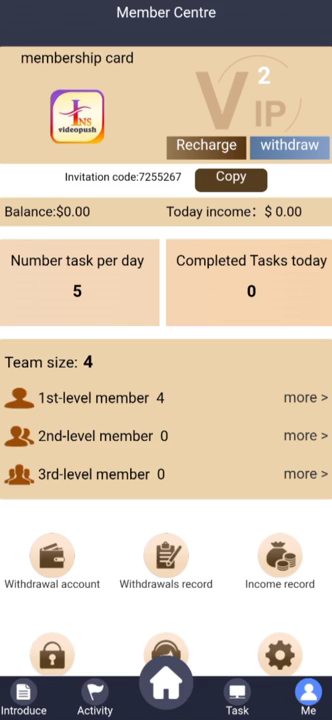 Member Centre
membership card
V 2 IP
INS
videopush
Recharge withdraw
Invitation code:7255267 Copy
Balance:$0.00 Today income: $ 0.00
Number task per day Completed Tasks today
5 0
Team size: 4
1st-level member 4 more >
2nd-level member 0 more >
3rd-level member 0 more >
Withdrawal account Withdrawals record Income record
Introduce Activity Task Me